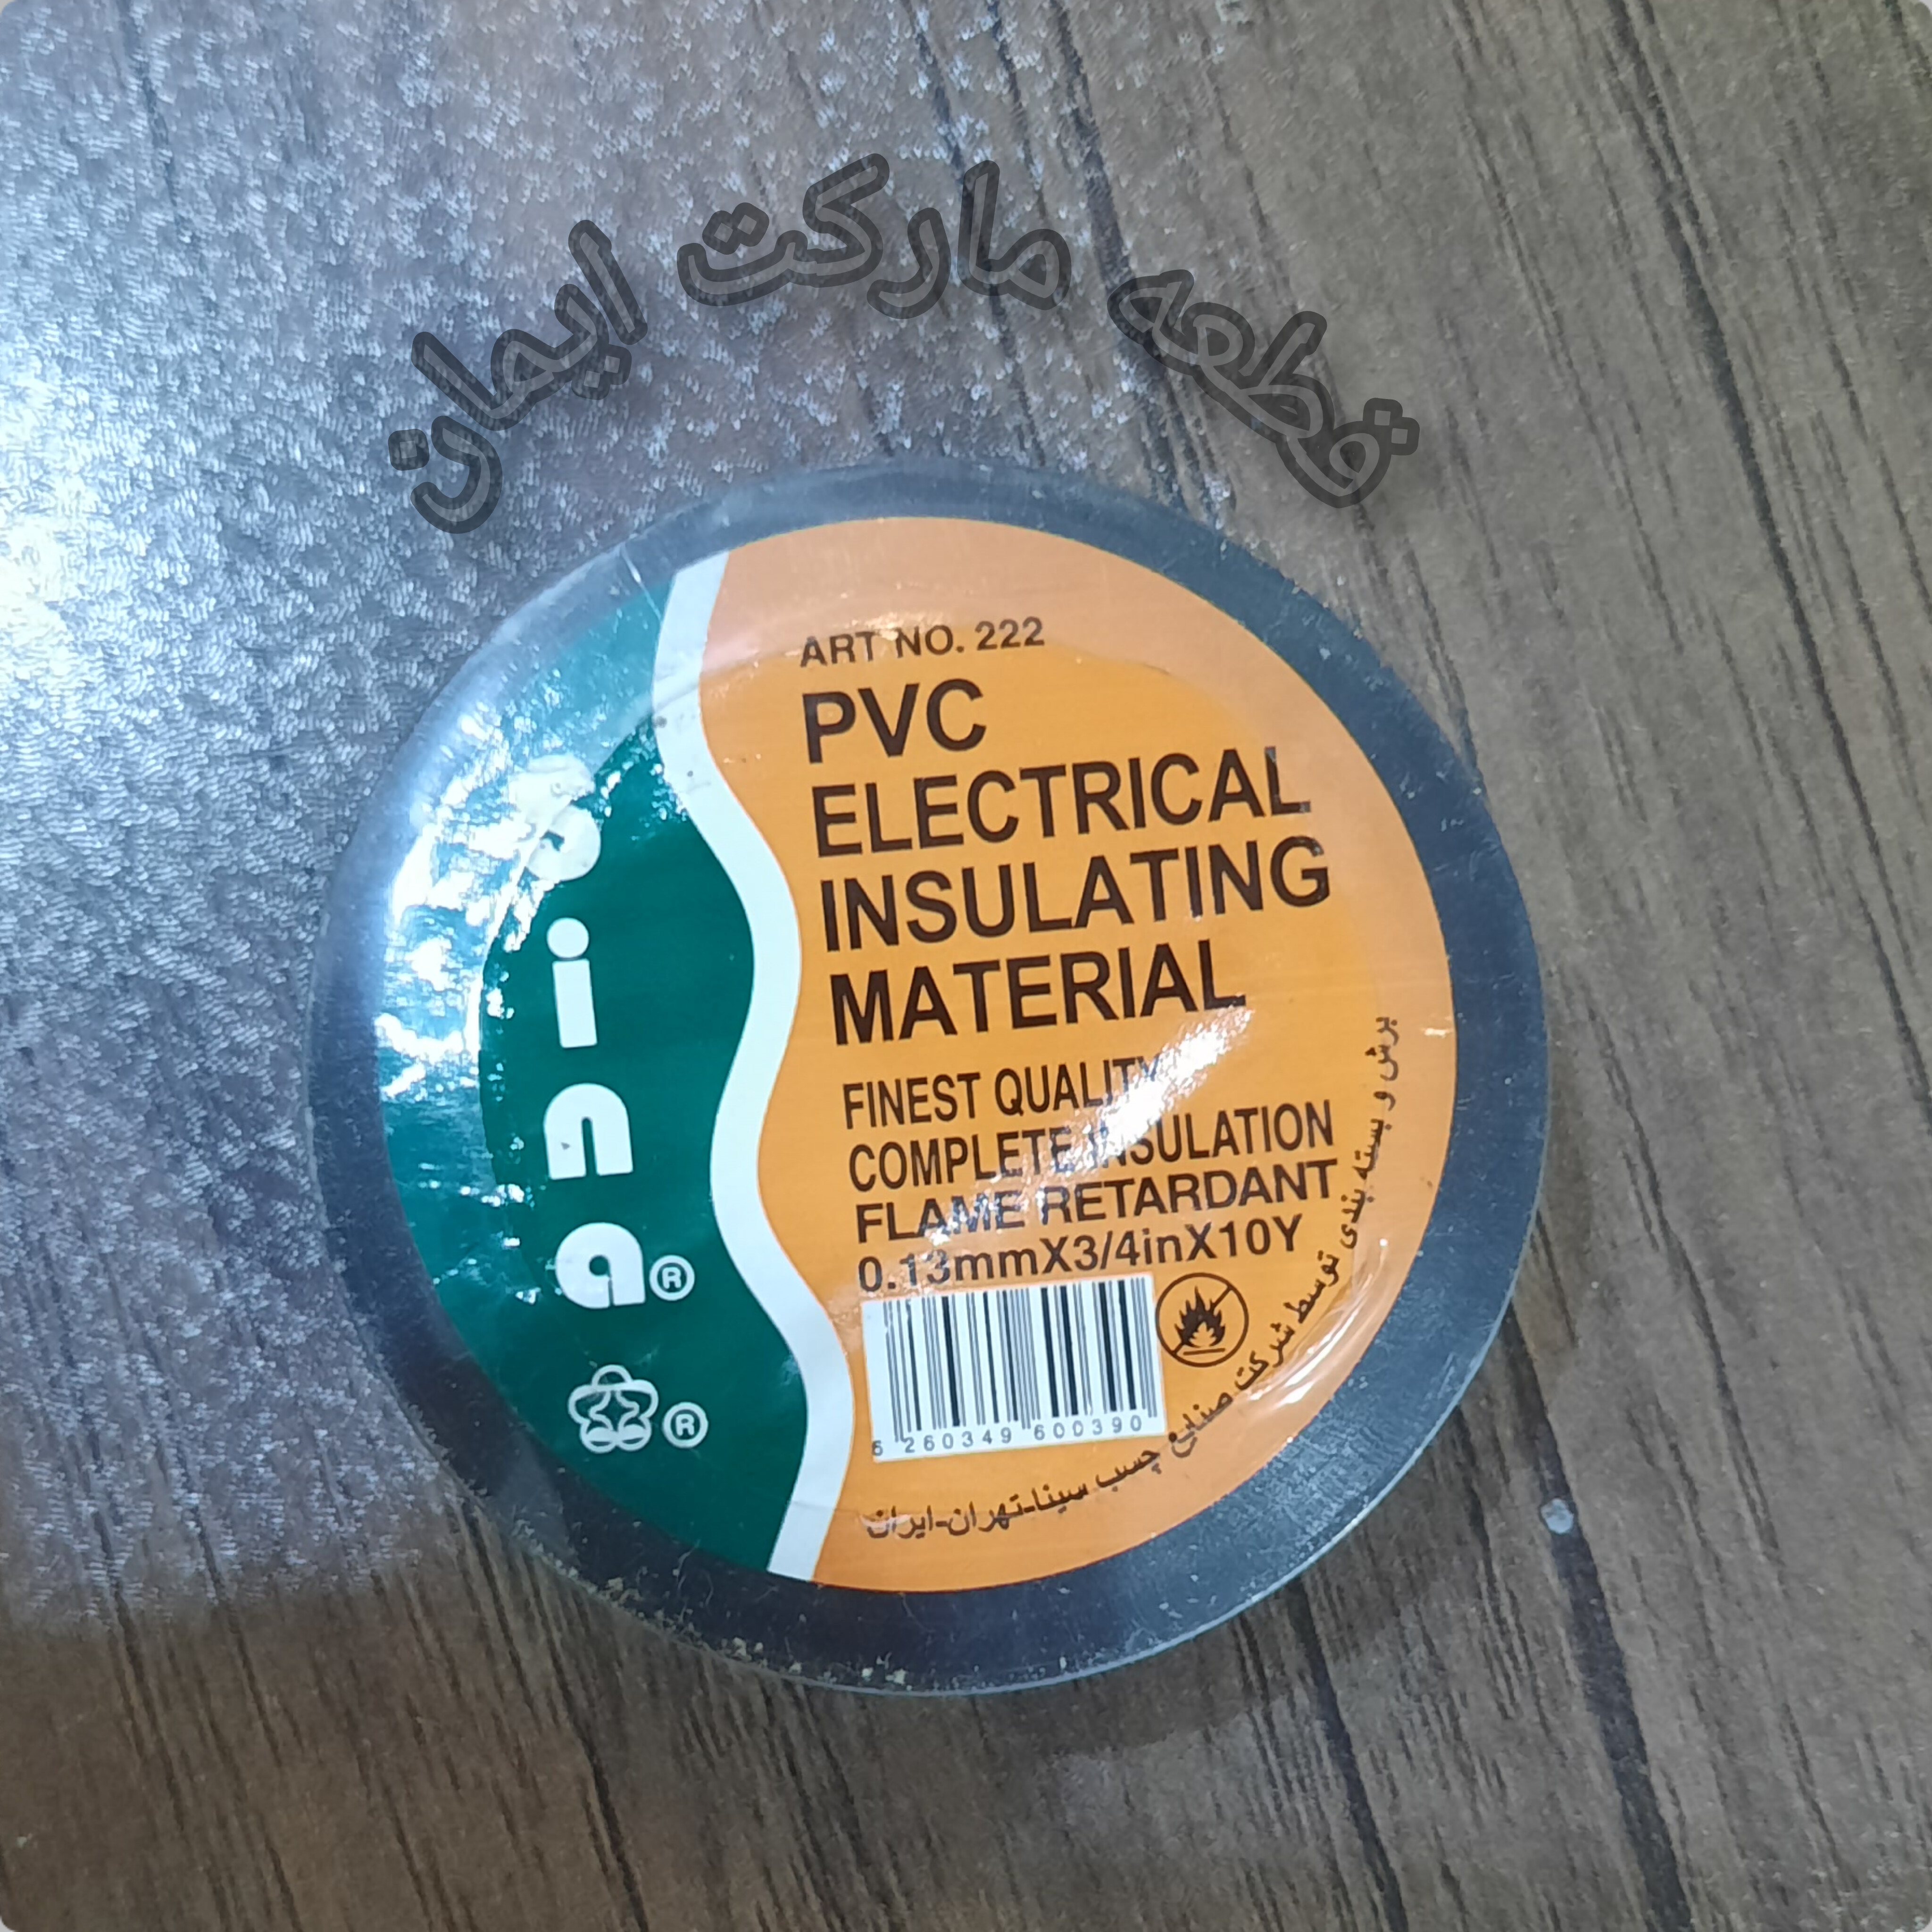 قطعه مارکت ایمان
sina®
®
ART NO. 222
PVC
ELECTRICAL
INSULATING
MATERIAL
FINEST QUALITY
COMPLETE INSULATION
FLAME RETARDANT
0.13mmX3/4inX10Y
6 260349 600390
برش و بسته بندی توسط شرکت صنایع چسب سینا-تهران-ایران